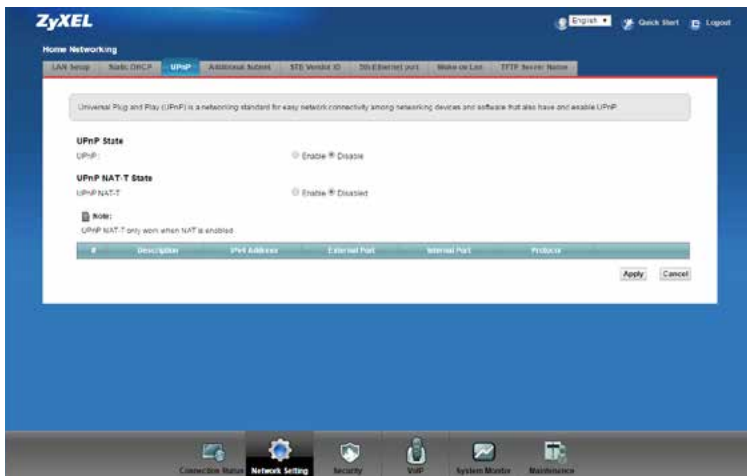 ZyXEL
English
Quick Start
Logout
Home Networking
LAN Setup
Static DHCP
UPnP
Additional Subnet
STB Vendor ID
5th Ethernet port
Wake on Lan
TFTP Server Name
Universal Plug and Play (UPnP) is a networking standard for easy network connectivity among networking devices and software that also have and enable UPnP.
UPnP State
UPnP :
Enable Disable
UPnP NAT-T State
UPnP NAT-T
Enable Disabled
Note:
UPnP NAT-T only work when NAT is enabled
# Description IPv4 Address External Port Internal Port Protocol
Apply Cancel
Connection Status
Network Setting
Security
VoIP
System Monitor
Maintenance